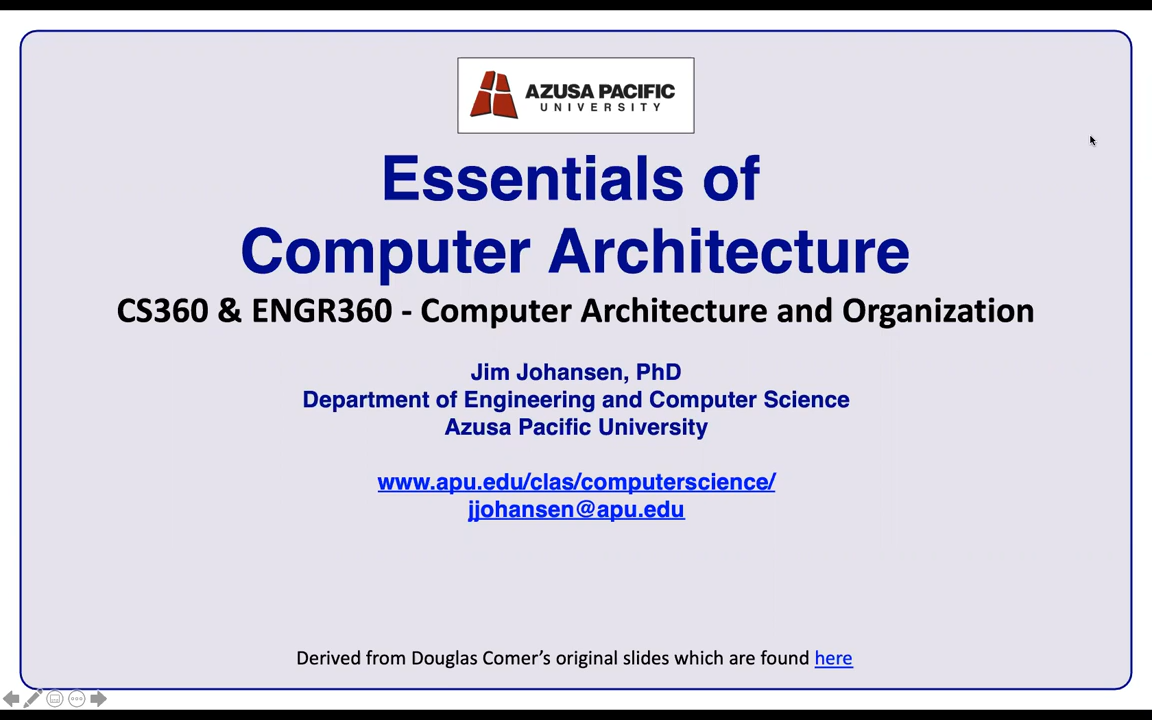 AZUSA PACIFIC
UNIVERSITY
Essentials of
Computer Architecture
CS360 & ENGR360 - Computer Architecture and Organization
Jim Johansen, PhD
Department of Engineering and Computer Science
Azusa Pacific University
www.apu.edu/clas/computerscience/
jjohansen@apu.edu
Derived from Douglas Comer’s original slides which are found here